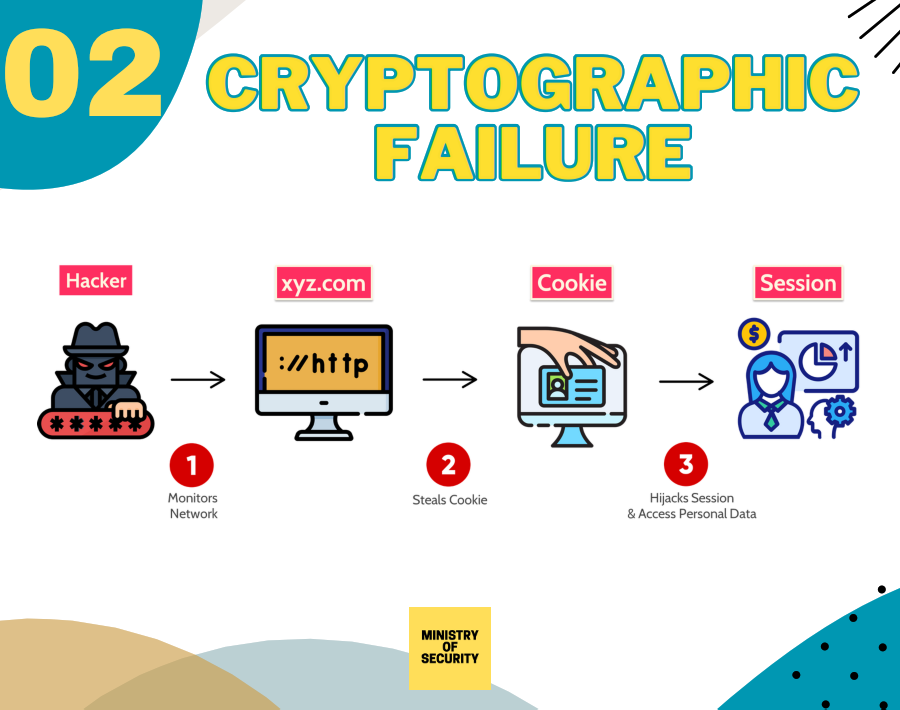 02
CRYPTOGRAPHIC
FAILURE
Hacker
xyz.com
Cookie
Session
*****
://http
$
1
2
3
Monitors
Network
Steals Cookie
Hijacks Session
& Access Personal Data
MINISTRY
OF
SECURITY